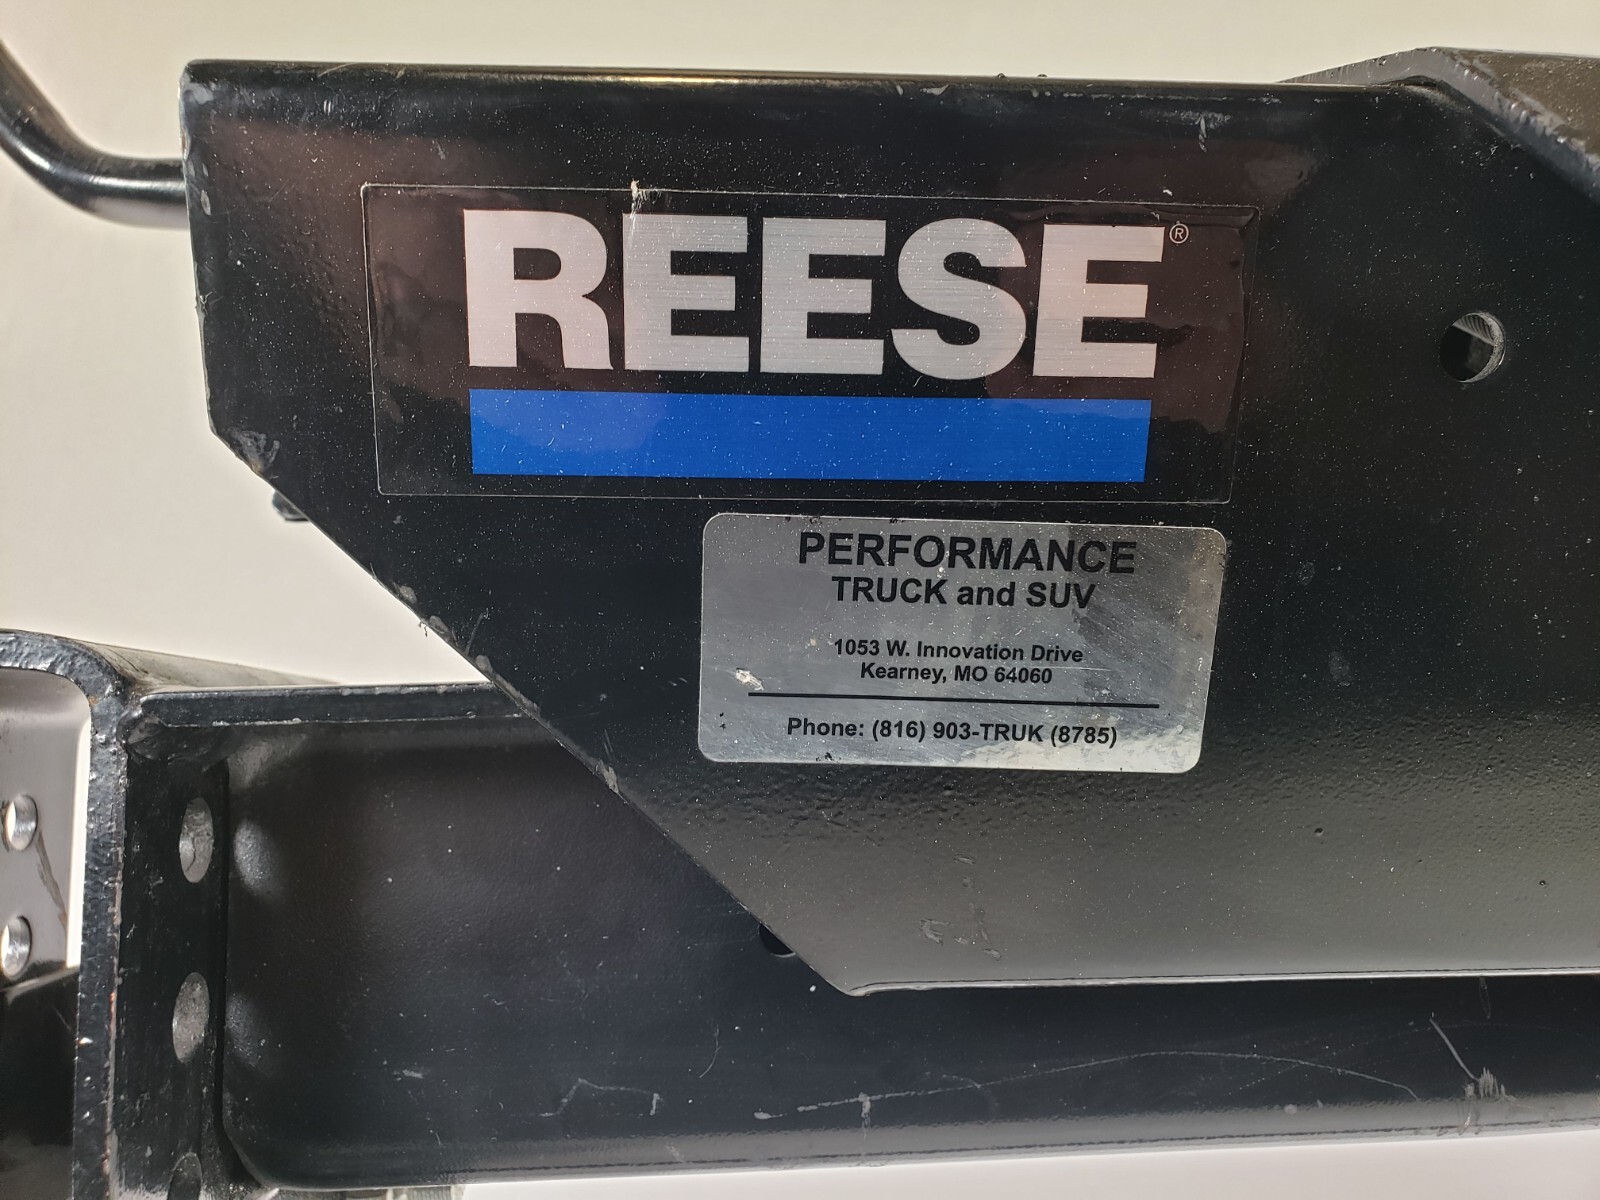 REESE®
PERFORMANCE
TRUCK and SUV
1053 W. Innovation Drive
Kearney, MO 64060
Phone: (816) 903-TRUK (8785)